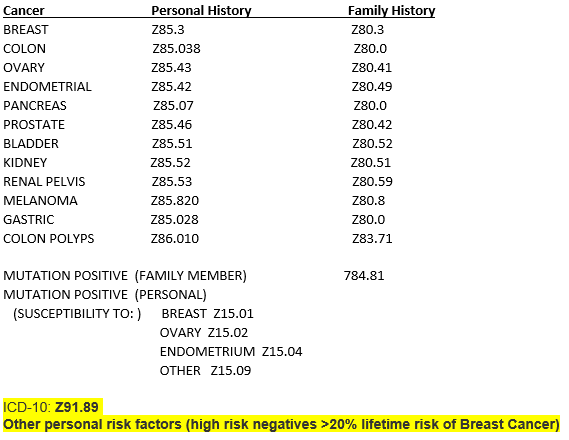 Cancer Personal History Family History
BREAST Z85.3 Z80.3
COLON Z85.038 Z80.0
OVARY Z85.43 Z80.41
ENDOMETRIAL Z85.42 Z80.49
PANCREAS Z85.07 Z80.0
PROSTATE Z85.46 Z80.42
BLADDER Z85.51 Z80.52
KIDNEY Z85.52 Z80.51
RENAL PELVIS Z85.53 Z80.59
MELANOMA Z85.820 Z80.8
GASTRIC Z85.028 Z80.0
COLON POLYPS Z86.010 Z83.71
MUTATION POSITIVE (FAMILY MEMBER) 784.81
MUTATION POSITIVE (PERSONAL)
(SUSCEPTIBILITY TO: ) BREAST Z15.01
OVARY Z15.02
ENDOMETRIUM Z15.04
OTHER Z15.09
ICD-10: Z91.89
Other personal risk factors (high risk negatives >20% lifetime risk of Breast Cancer)